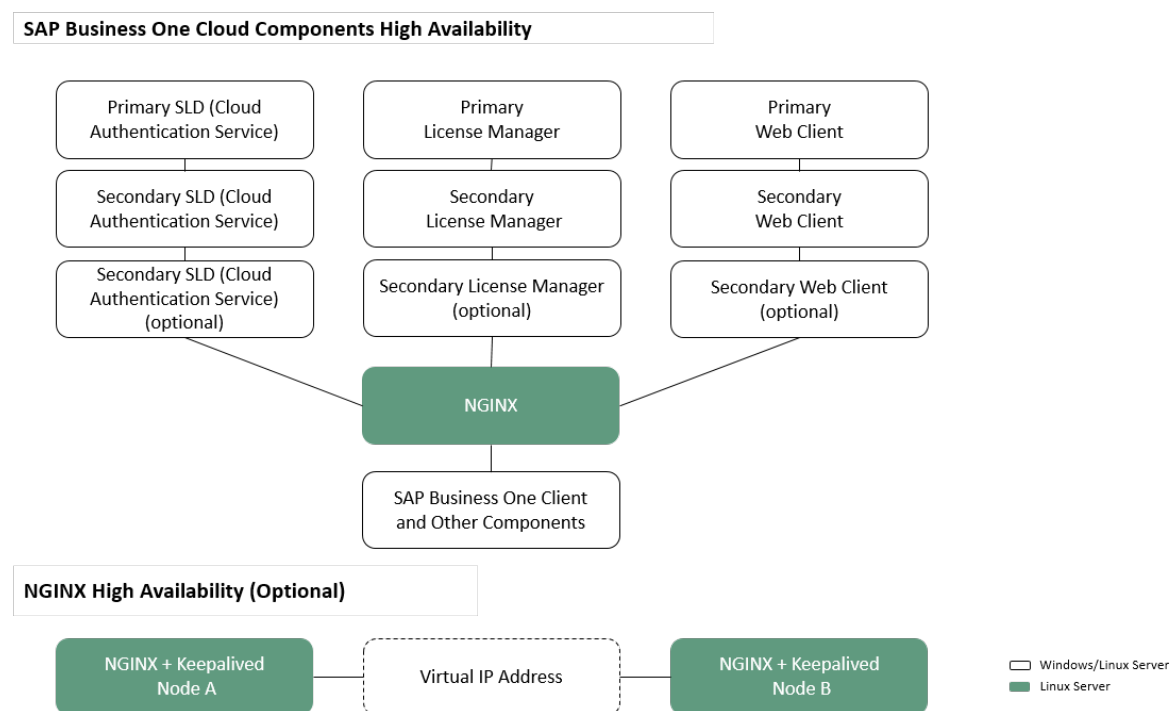 SAP Business One Cloud Components High Availability
Primary SLD (Cloud
Authentication Service)
Primary
License Manager
Primary
Web Client
Secondary SLD (Cloud
Authentication Service)
Secondary
License Manager
Secondary
Web Client
Secondary SLD (Cloud
Authentication Service)
(optional)
Secondary License Manager
(optional)
Secondary Web Client
(optional)
NGINX
SAP Business One Client
and Other Components
NGINX High Availability (Optional)
NGINX + Keepalived
Node A
Virtual IP Address
NGINX + Keepalived
Node B
Windows/Linux Server
Linux Server